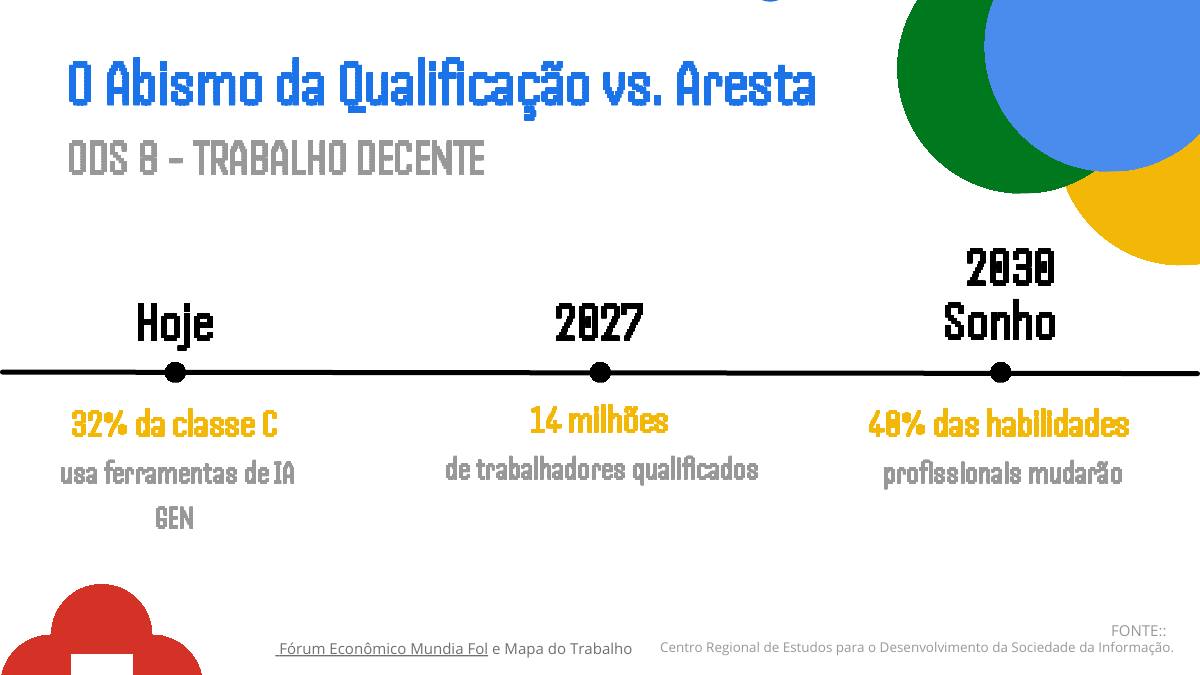 O Abismo da Qualificação vs. Aresta
ODS 8 - TRABALHO DECENTE
Hoje
2027
2030
Sonho
32% da classe C
usa ferramentas de IA
GEN
14 milhões
de trabalhadores qualificados
40% das habilidades
profissionais mudarão
Fórum Econômico Mundia Fol e Mapa do Trabalho
FONTE::
Centro Regional de Estudos para o Desenvolvimento da Sociedade da Informação.